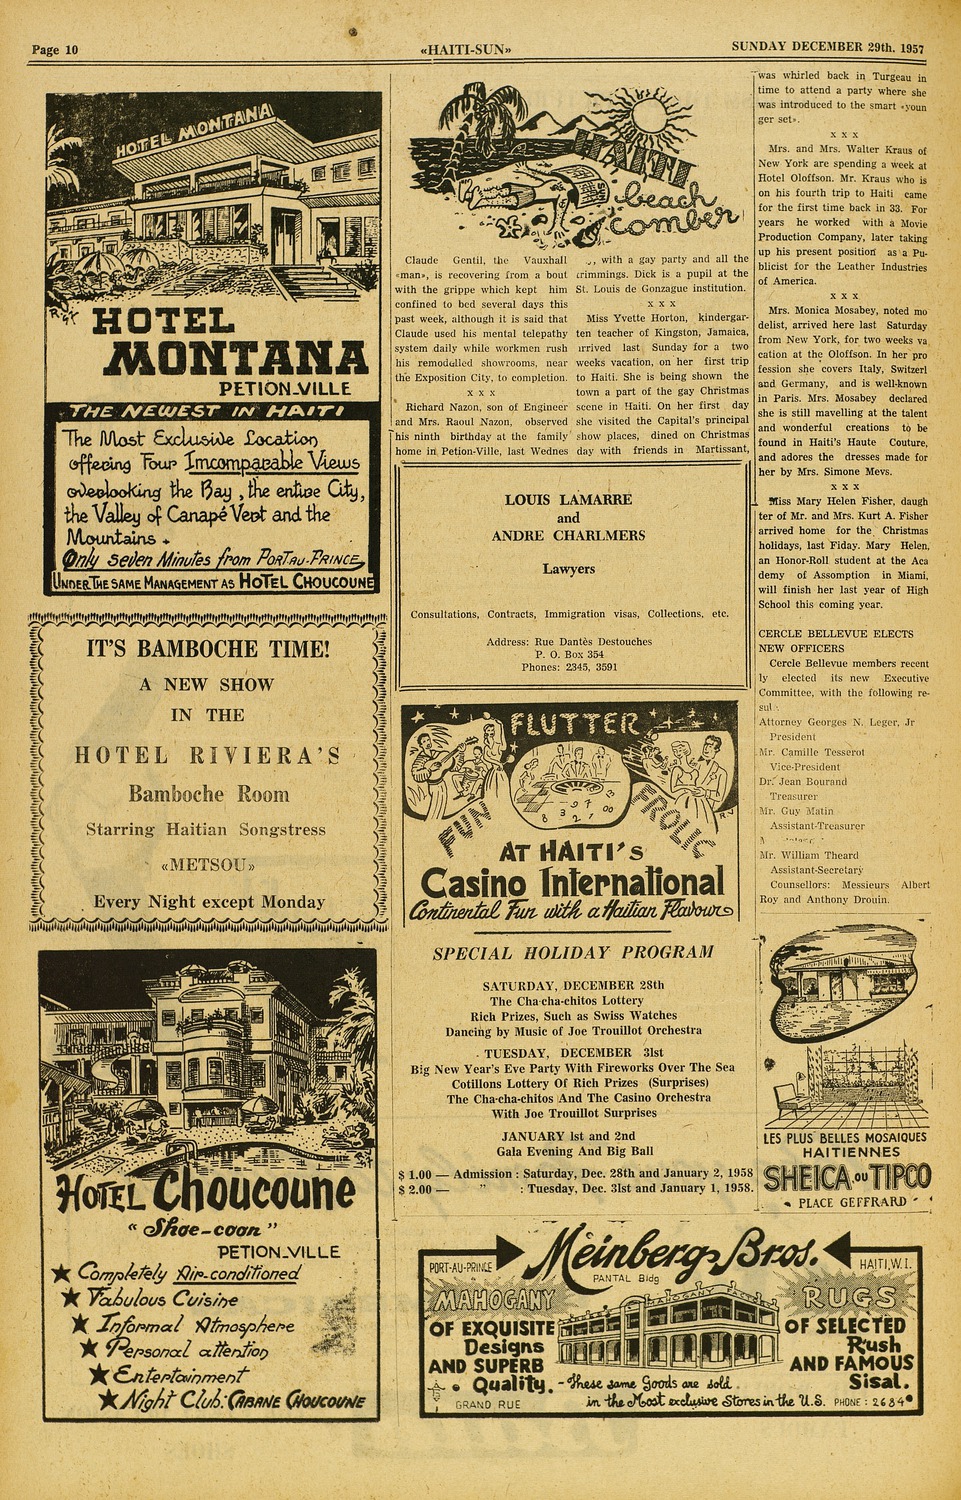 Page 10
«HAITI-SUN»
SUNDAY DECEMBER 29th. 1957
HOTEL MONTANA
HOTEL
MONTANA
PETION-VILLE
THE NEWEST IN HAITI
The Most Exclusive Location
offering Four Incomparable Views
overlooking the Bay, the entire City,
the Valley of Canapé Vert and the
Mountains.
Only Seven Minutes from PORT-AU-PRINCE
UNDER THE SAME MANAGEMENT AS HOTEL CHOUCOUNE
IT'S BAMBOCHE TIME!
A NEW SHOW
IN THE
HOTEL RIVIERA'S
Bamboche Room
Starring Haitian Songstress
«METSOU»
Every Night except Monday
HOTEL Choucoune
"Shoe-coon"
PETION-VILLE
Completely Air-conditioned
Fabulous Cuisine
Informal Atmosphere
Personal attention
Entertainment
Night Club: CABANE CHOUCOUNE
HAITI
beach
comber
Claude Gentil, the Vauxhall
«man», is recovering from a bout
with the grippe which kept him
confined to bed several days this
past week, although it is said that
Claude used his mental telepathy
system daily while workmen rush
his remodulled showrooms, near
the Exposition City, to completion.
x x x
Richard Nazon, son of Engineer
and Mrs. Raoul Nazon, observed
his ninth birthday at the family
home in Petion-Ville, last Wednes
, with a gay party and all the
trimmings. Dick is a pupil at the
St. Louis de Gonzague institution.
x x x
Miss Yvette Horton, kindergar-
ten teacher of Kingston, Jamaica,
arrived last Sunday for a two
weeks vacation, on her first trip
to Haiti. She is being shown the
town a part of the gay Christmas
scene in Haiti. On her first day
she visited the Capital's principal
show places, dined on Christmas
day with friends in Martissant,
LOUIS LAMARRE
and
ANDRE CHARLMERS
Lawyers
Consultations, Contracts, Immigration visas, Collections, etc.
Address: Rue Dantès Destouches
P. O. Box 354
Phones: 2345, 3591
FLUTTER
FUN
FROLIC
AT HAITI's
Casino International
Continental Fun with a Haitian Flavour
SPECIAL HOLIDAY PROGRAM
SATURDAY, DECEMBER 28th
The Cha-cha-chitos Lottery
Rich Prizes, Such as Swiss Watches
Dancing by Music of Joe Trouillot Orchestra
TUESDAY, DECEMBER 31st
Big New Year's Eve Party With Fireworks Over The Sea
Cotillons Lottery Of Rich Prizes (Surprises)
The Cha-cha-chitos And The Casino Orchestra
With Joe Trouillot Surprises
JANUARY 1st and 2nd
Gala Evening And Big Ball
$ 1.00 — Admission : Saturday, Dec. 28th and January 2, 1958
$ 2.00 — " : Tuesday, Dec. 31st and January 1, 1958.
was whirled back in Turgeau in
time to attend a party where she
was introduced to the smart «youn
ger set».
x x x
Mrs. and Mrs. Walter Kraus of
New York are spending a week at
Hotel Oloffson. Mr. Kraus who is
on his fourth trip to Haiti came
for the first time back in 33. For
years he worked with a Movie
Production Company, later taking
up his present position as a Pu-
blicist for the Leather Industries
of America.
x x x
Mrs. Monica Mosabey, noted mo
delist, arrived here last Saturday
from New York, for two weeks va
cation at the Oloffson. In her pro
fession she covers Italy, Switzerl
and Germany, and is well-known
in Paris. Mrs. Mosabey declared
she is still mavelling at the talent
and wonderful creations to be
found in Haiti's Haute Couture,
and adores the dresses made for
her by Mrs. Simone Mevs.
x x x
Miss Mary Helen Fisher, daugh
ter of Mr. and Mrs. Kurt A. Fisher
arrived home for the Christmas
holidays, last Fiday. Mary Helen,
an Honor-Roll student at the Aca
demy of Assomption in Miami,
will finish her last year of High
School this coming year.
CERCLE BELLEVUE ELECTS
NEW OFFICERS
Cercle Bellevue members recent
ly elected its new Executive
Committee, with the following re-
sul
Attorney Georges N. Leger, Jr
President
Mr. Camille Tesserot
Vice-President
Dr. Jean Bourand
Treasurer
Mr. Guy Matin
Assistant-Treasurer
Mr. William Theard
Assistant-Secretary
Counsellors: Messieurs Albert
Roy and Anthony Drouin.
LES PLUS BELLES MOSAIQUES
HAITIENNES
SHEICA OU TIPCO
PLACE GEFFRARD
PORT-AU-PRINCE
Meinberg Bros.
HAITI, W.I.
PANTAL Bldg
MAHOGANY
OF EXQUISITE
Designs
AND SUPERB
Quality.
GRAND RUE
RUGS
OF SELECTED
Rush
AND FAMOUS
Sisal.
- These same Goods are sold
in the Most exclusive Stores in the U.S.
PHONE: 2684